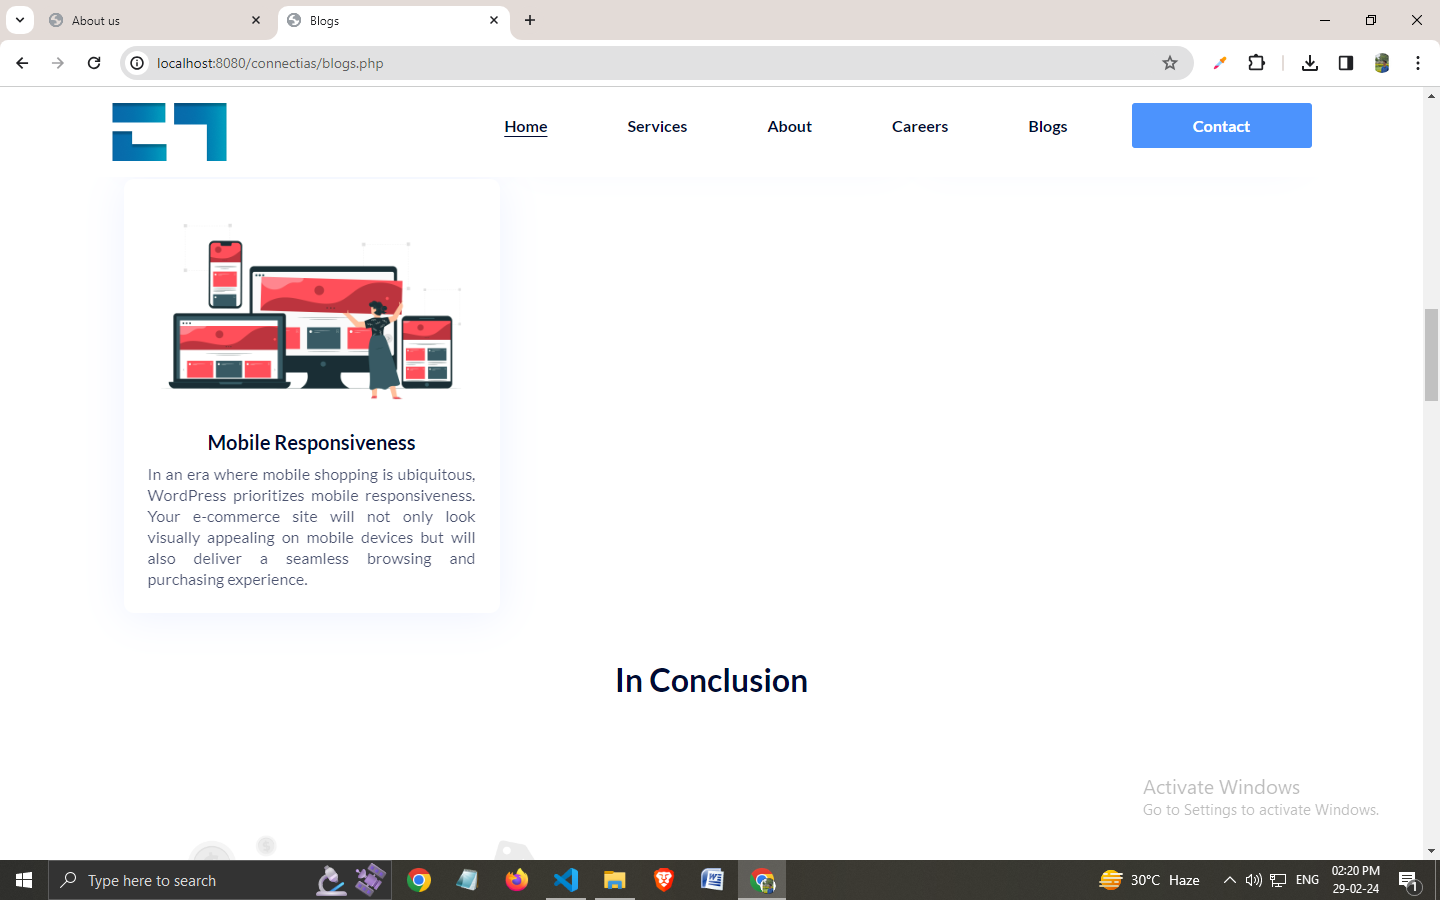 About us
Blogs
localhost:8080/connectias/blogs.php
Home
Services
About
Careers
Blogs
Contact
Mobile Responsiveness
In an era where mobile shopping is ubiquitous,
WordPress prioritizes mobile responsiveness.
Your e-commerce site will not only look
visually appealing on mobile devices but will
also deliver a seamless browsing and
purchasing experience.
In Conclusion
Activate Windows
Go to Settings to activate Windows.
Type here to search
30°C Haze
ENG
02:20 PM
29-02-24
1